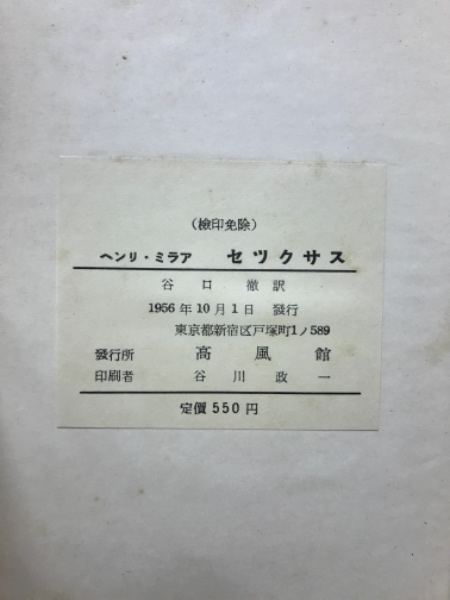 (檢印免除)
ヘンリ・ミラア セツクサス
谷口 徹訳
1956年10月1日 發行
東京都新宿区戸塚町1ノ589
發行所 高風館
印刷者 谷川政一
定價550円